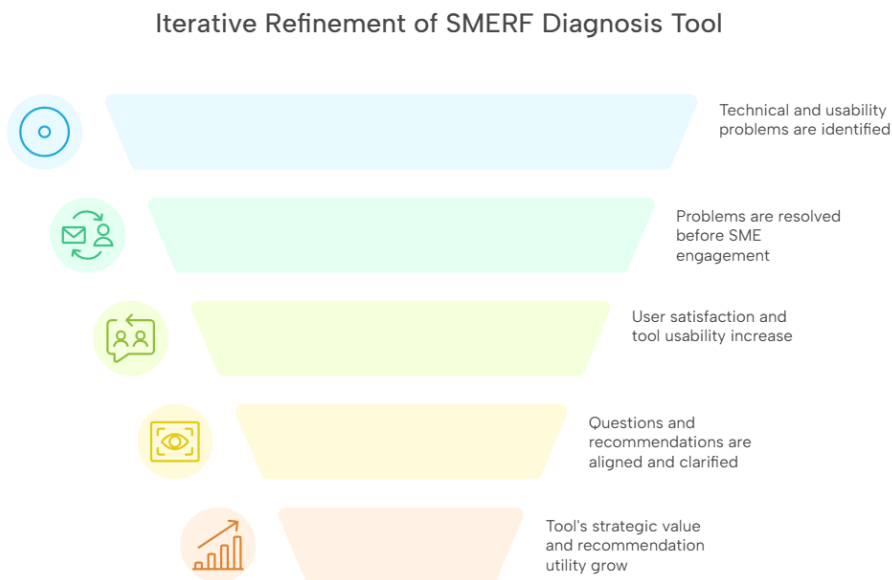 Iterative Refinement of SMERF Diagnosis Tool
Technical and usability
problems are identified
Problems are resolved
before SME
engagement
User satisfaction and
tool usability increase
Questions and
recommendations are
aligned and clarified
Tool's strategic value
and recommendation
utility grow